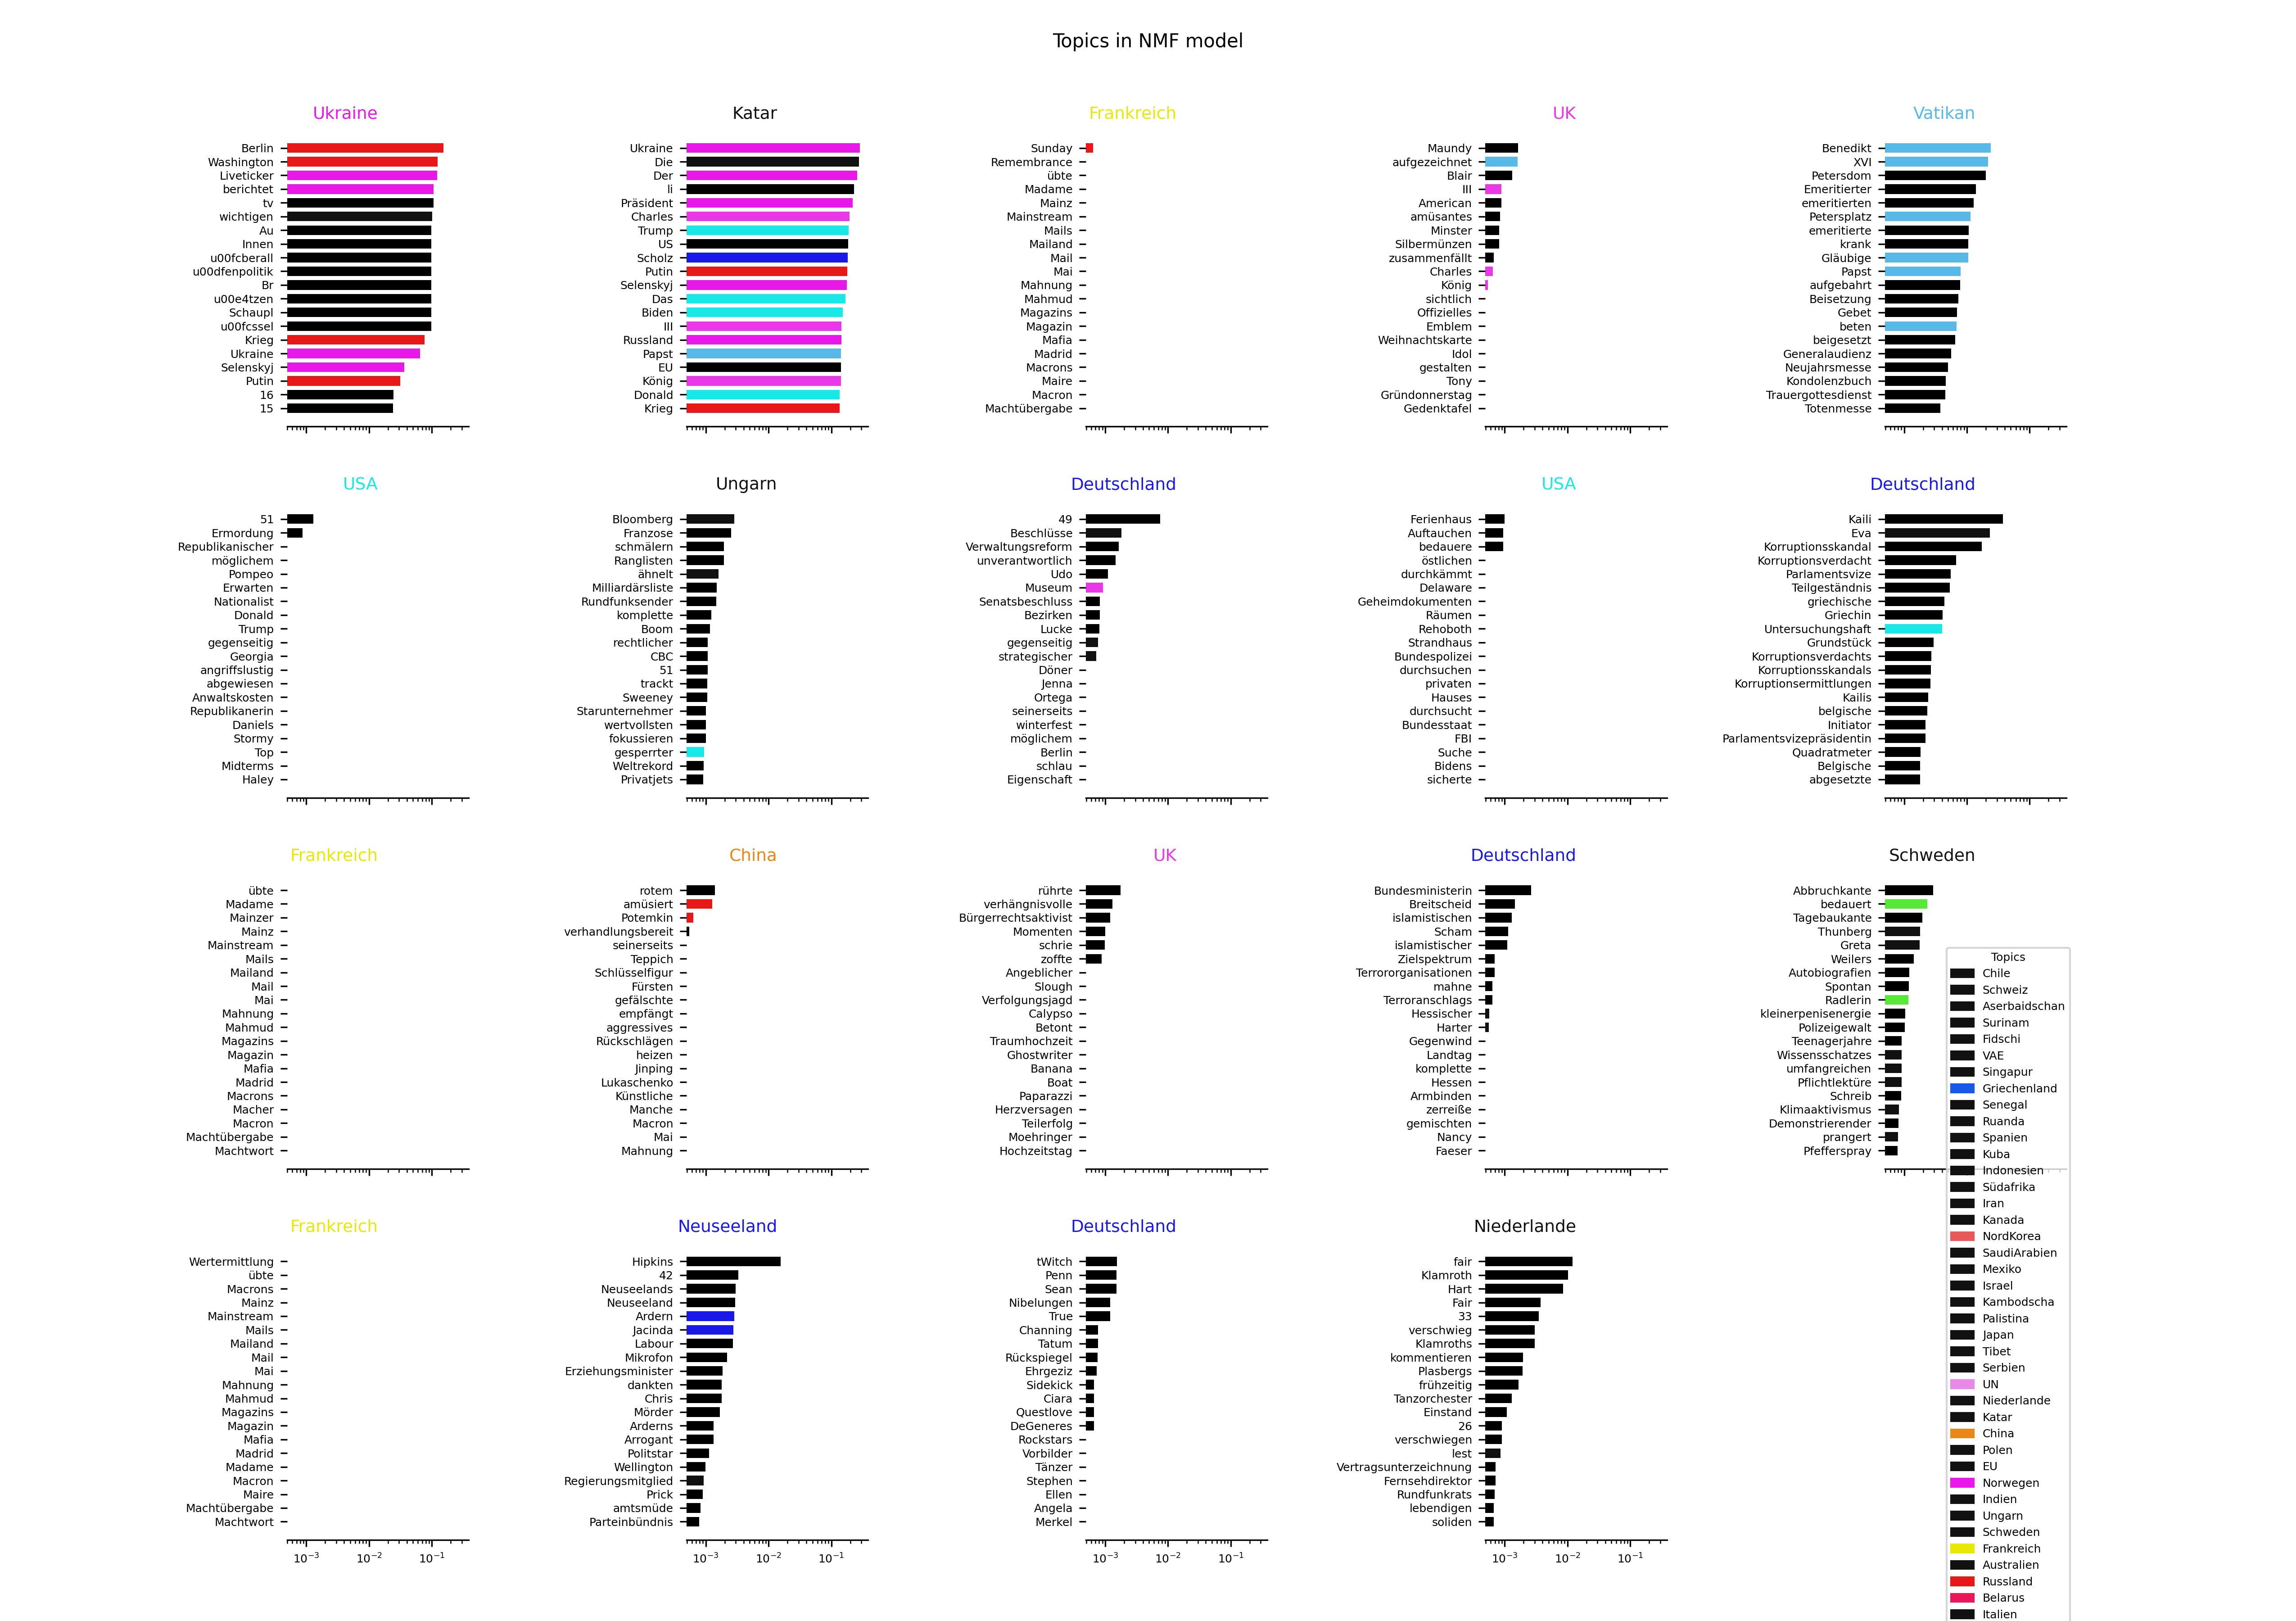 Topics in NMF model
Ukraine
Berlin
Washington
Liveticker
berichtet
tv
wichtigen
Au
Innen
u00fcberall
u00dfenpolitik
Br
u00e4tzen
Schaupl
u00fcssel
Krieg
Ukraine
Selenskyj
Putin
16
15
Katar
Ukraine
Die
Der
li
Präsident
Charles
Trump
US
Scholz
Putin
Selenskyj
Das
Biden
III
Russland
Papst
EU
König
Donald
Krieg
Frankreich
Sunday
Remembrance
übte
Madame
Mainz
Mainstream
Mails
Mailand
Mail
Mai
Mahnung
Mahmud
Magazins
Magazin
Mafia
Madrid
Macrons
Maire
Macron
Machtübergabe
UK
Maundy
aufgezeichnet
Blair
III
American
amüsantes
Minster
Silbermünzen
zusammenfällt
Charles
König
sichtlich
Offizielles
Emblem
Weihnachtskarte
Idol
gestalten
Tony
Gründonnerstag
Gedenktafel
Vatikan
Benedikt
XVI
Petersdom
Emeritierter
emeritierten
Petersplatz
emeritierte
krank
Gläubige
Papst
aufgebahrt
Beisetzung
Gebet
beten
beigesetzt
Generalaudienz
Neujahrsmesse
Kondolenzbuch
Trauergottesdienst
Totenmesse
USA
51
Ermordung
Republikanischer
möglichem
Pompeo
Erwarten
Nationalist
Donald
Trump
gegenseitig
Georgia
angriffslustig
abgewiesen
Anwaltskosten
Republikanerin
Daniels
Stormy
Top
Midterms
Haley
Ungarn
Bloomberg
Franzose
schmälern
Ranglisten
ähnelt
Milliardärsliste
Rundfunksender
komplette
Boom
rechtlicher
CBC
51
trackt
Sweeney
Starunternehmer
wertvollsten
fokussieren
gesperrter
Weltrekord
Privatjets
Deutschland
49
Beschlüsse
Verwaltungsreform
unverantwortlich
Udo
Museum
Senatsbeschluss
Bezirken
Lucke
gegenseitig
strategischer
Döner
Jenna
Ortega
seinerseits
winterfest
möglichem
Berlin
schlau
Eigenschaft
USA
Ferienhaus
Auftauchen
bedauere
östlichen
durchkämmt
Delaware
Geheimdokumenten
Räumen
Rehoboth
Strandhaus
Bundespolizei
durchsuchen
privaten
Hauses
durchsucht
Bundesstaat
FBI
Suche
Bidens
sicherte
Deutschland
Kaili
Eva
Korruptionsskandal
Korruptionsverdacht
Parlamentsvize
Teilgeständnis
griechische
Griechin
Untersuchungshaft
Grundstück
Korruptionsverdachts
Korruptionsskandals
Korruptionsermittlungen
Kailis
belgische
Initiator
Parlamentsvizepräsidentin
Quadratmeter
Belgische
abgesetzte
Frankreich
übte
Madame
Mainzer
Mainz
Mainstream
Mails
Mailand
Mail
Mai
Mahnung
Mahmud
Magazins
Magazin
Mafia
Madrid
Macrons
Macher
Macron
Machtübergabe
Machtwort
China
rotem
amüsiert
Potemkin
verhandlungsbereit
seinerseits
Teppich
Schlüsselfigur
Fürsten
gefälschte
empfängt
aggressives
Rückschlägen
heizen
Jinping
Lukaschenko
Künstliche
Manche
Macron
Mai
Mahnung
UK
rührte
verhängnisvolle
Bürgerrechtsaktivist
Momenten
schrie
zoffte
Angeblicher
Slough
Verfolgungsjagd
Calypso
Betont
Traumhochzeit
Ghostwriter
Banana
Boat
Paparazzi
Herzversagen
Teilerfolg
Moehringer
Hochzeitstag
Deutschland
Bundesministerin
Breitscheid
islamistischen
Scham
islamistischer
Zielspektrum
Terrororganisationen
mahne
Terroranschlags
Hessischer
Harter
Gegenwind
Landtag
komplette
Hessen
Armbinden
zerreiße
gemischten
Nancy
Faeser
Schweden
Abbruchkante
bedauert
Tagebaukante
Thunberg
Greta
Weilers
Autobiografien
Spontan
Radlerin
kleinerpenisenergie
Polizeigewalt
Teenagerjahre
Wissensschatzes
umfangreichen
Pflichtlektüre
Schreib
Klimaaktivismus
Demonstrierender
prangert
Pfefferspray
Frankreich
Wertermittlung
übte
Macrons
Mainz
Mainstream
Mails
Mailand
Mail
Mai
Mahnung
Mahmud
Magazins
Magazin
Mafia
Madrid
Madame
Macron
Maire
Machtübergabe
Machtwort
10⁻³ 10⁻² 10⁻¹
Neuseeland
Hipkins
42
Neuseelands
Neuseeland
Ardern
Jacinda
Labour
Mikrofon
Erziehungsminister
dankten
Chris
Mörder
Arderns
Arrogant
Politstar
Wellington
Regierungsmitglied
Prick
amtsmüde
Parteinbündnis
10⁻³ 10⁻² 10⁻¹
Deutschland
tWitch
Penn
Sean
Nibelungen
True
Channing
Tatum
Rückspiegel
Ehrgeziz
Sidekick
Ciara
Questlove
DeGeneres
Rockstars
Vorbilder
Tänzer
Stephen
Ellen
Angela
Merkel
10⁻³ 10⁻² 10⁻¹
Niederlande
fair
Klamroth
Hart
Fair
33
verschwieg
Klamroths
kommentieren
Plasbergs
frühzeitig
Tanzorchester
Einstand
26
verschwiegen
lest
Vertragsunterzeichnung
Fernsehdirektor
Rundfunkrats
lebendigen
soliden
10⁻³ 10⁻² 10⁻¹
Topics
Chile
Schweiz
Aserbaidschan
Surinam
Fidschi
VAE
Singapur
Griechenland
Senegal
Ruanda
Spanien
Kuba
Indonesien
Südafrika
Iran
Kanada
NordKorea
SaudiArabien
Mexiko
Israel
Kambodscha
Palistina
Japan
Tibet
Serbien
UN
Niederlande
Katar
China
Polen
EU
Norwegen
Indien
Ungarn
Schweden
Frankreich
Australien
Russland
Belarus
Italien